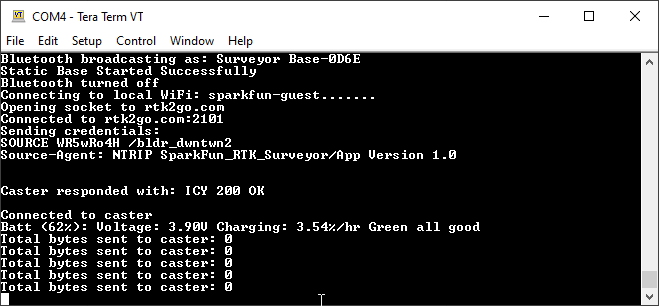 COM4 - Tera Term VT
File Edit Setup Control Window Help
Bluetooth broadcasting as: Surveyor Base-0D6E
Static Base Started Successfully
Bluetooth turned off
Connecting to local WiFi: sparkfun-guest.......
Opening socket to rtk2go.com
Connected to rtk2go.com:2101
Sending credentials:
SOURCE WR5wRo4H /bldr_dwntwn2
Source-Agent: NTRIP SparkFun_RTK_Surveyor/App Version 1.0
Caster responded with: ICY 200 OK
Connected to caster
Batt (62%): Voltage: 3.90V Charging: 3.54%/hr Green all good
Total bytes sent to caster: 0
Total bytes sent to caster: 0
Total bytes sent to caster: 0
Total bytes sent to caster: 0
Total bytes sent to caster: 0